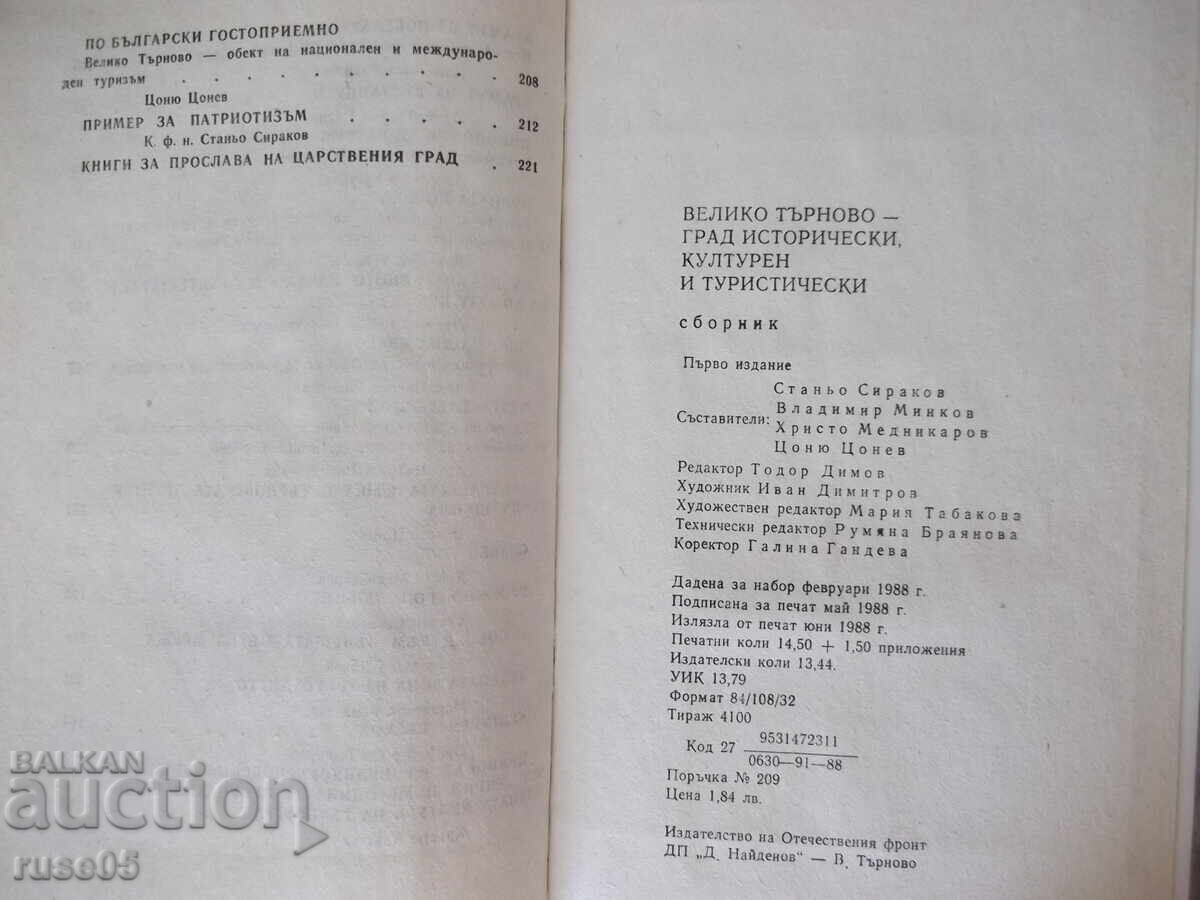 ПО БЪЛГАРСКИ ГОСТОПРИЕМНО
Велико Търново — обект на национален и междунаро-
ден туризъм . . . . . . . . . 208
Цоню Цонев
ПРИМЕР ЗА ПАТРИОТИЗЪМ . . . . . 212
К. ф. н. Станьо Сираков
КНИГИ ЗА ПРОСЛАВА НА ЦАРСТВЕНИЯ ГРАД . 221
ВЕЛИКО ТЪРНОВО —
ГРАД ИСТОРИЧЕСКИ,
КУЛТУРЕН
И ТУРИСТИЧЕСКИ
сборник
Първо издание
Станьо Сираков
Владимир Минков
Съставители:
Христо Медникаров
Цоню Цонев
Редактор Тодор Димов
Художник Иван Димитров
Художествен редактор Мария Табакова
Технически редактор Румяна Браянова
Коректор Галина Гандева
Дадена за набор февруари 1988 г.
Подписана за печат май 1988 г.
Излязла от печат юни 1988 г.
Печатни коли 14,50 + 1,50 приложения
Издателски коли 13,44.
УИК 13,79
Формат 84/108/32
Тираж 4100
Код 27 9531472311
0630—91—88
Поръчка № 209
Цена 1,84 лв.
Издателство на Отечествения фронт
ДП „Д. Найденов" — В. Търново
BALKAN
auction
ruse05